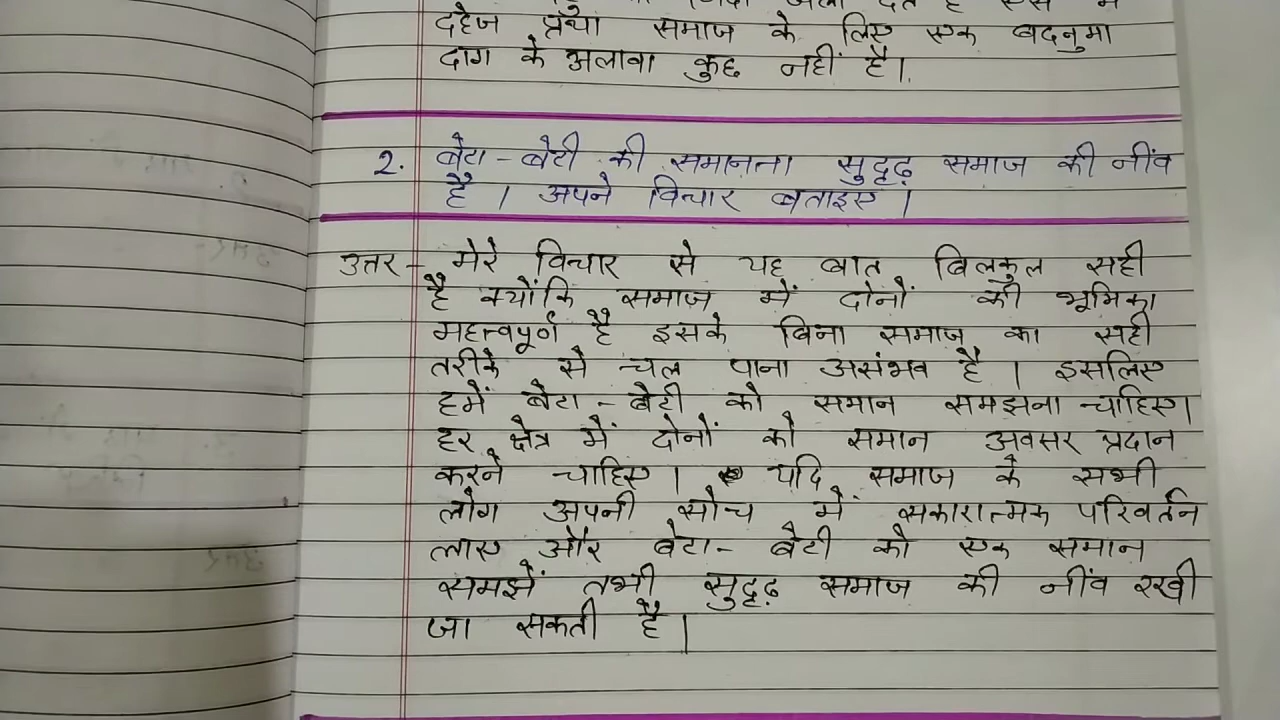 दहेज प्रथा समाज के लिए एक बदनुमा
दाग के अलावा कुछ नहीं है।
2. बेटा - बेटी की समानता सुदृढ़ समाज की नींव
है । अपने विचार बताइए ।
उत्तर - मेरे विचार से यह बात बिलकुल सही
है क्योंकि समाज में दोनों की भूमिका
महत्त्वपूर्ण है इसके बिना समाज का सही
तरीके से चल पाना असंभव है । इसलिए
हमें बेटा - बेटी को समान समझना चाहिए।
हर क्षेत्र में दोनों को समान अवसर प्रदान
करने चाहिए । यदि समाज के सभी
लोग अपनी सोच में सकारात्मक परिवर्तन
लाए और बेटा - बेटी को एक समान
समझें तभी सुदृढ़ समाज की नींव रखी
जा सकती है ।